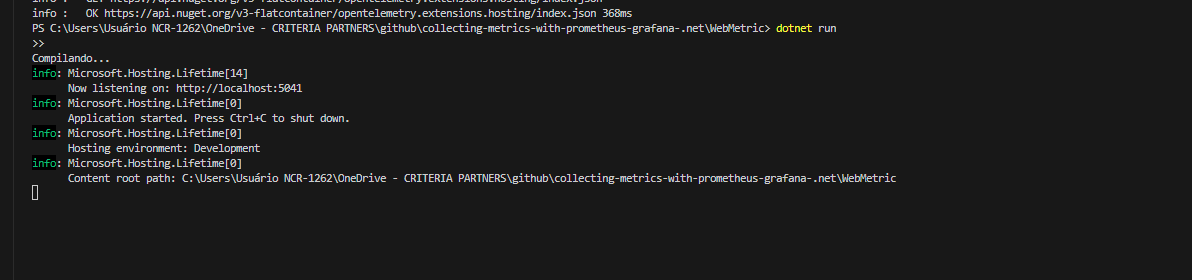 info :   GET https://api.nuget.org/v3-flatcontainer/opentelemetry.extensions.hosting/index.json
info :   OK https://api.nuget.org/v3-flatcontainer/opentelemetry.extensions.hosting/index.json 368ms
PS C:\Users\Usuário NCR-1262\OneDrive - CRITERIA PARTNERS\github\collecting-metrics-with-prometheus-grafana-.net\WebMetric> dotnet run
>>
Compilando...
info: Microsoft.Hosting.Lifetime[14]
      Now listening on: http://localhost:5041
info: Microsoft.Hosting.Lifetime[0]
      Application started. Press Ctrl+C to shut down.
info: Microsoft.Hosting.Lifetime[0]
      Hosting environment: Development
info: Microsoft.Hosting.Lifetime[0]
      Content root path: C:\Users\Usuário NCR-1262\OneDrive - CRITERIA PARTNERS\github\collecting-metrics-with-prometheus-grafana-.net\WebMetric